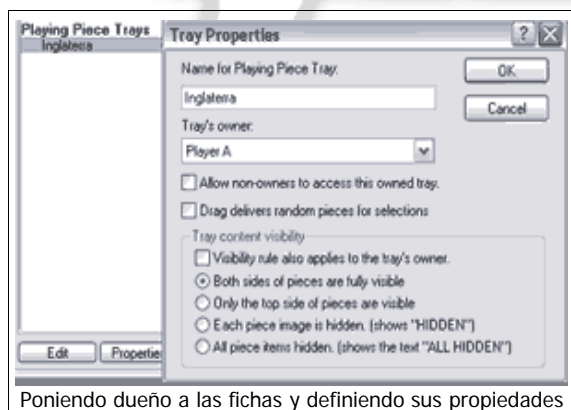 Playing Piece Trays
Inglaterra
Tray Properties
Name for Playing Piece Tray:
OK
Inglaterra
Cancel
Tray's owner:
Player A
Allow non-owners to access this owned tray.
Drag delivers random pieces for selections
Tray content visibility
Visibility rule also applies to the tray's owner.
Both sides of pieces are fully visible
Only the top side of pieces are visible
Each piece image is hidden. (shows "HIDDEN")
All piece items hidden. (shows the text "ALL HIDDEN")
Edit
Propertie
Poniendo dueño a las fichas y definiendo sus propiedades